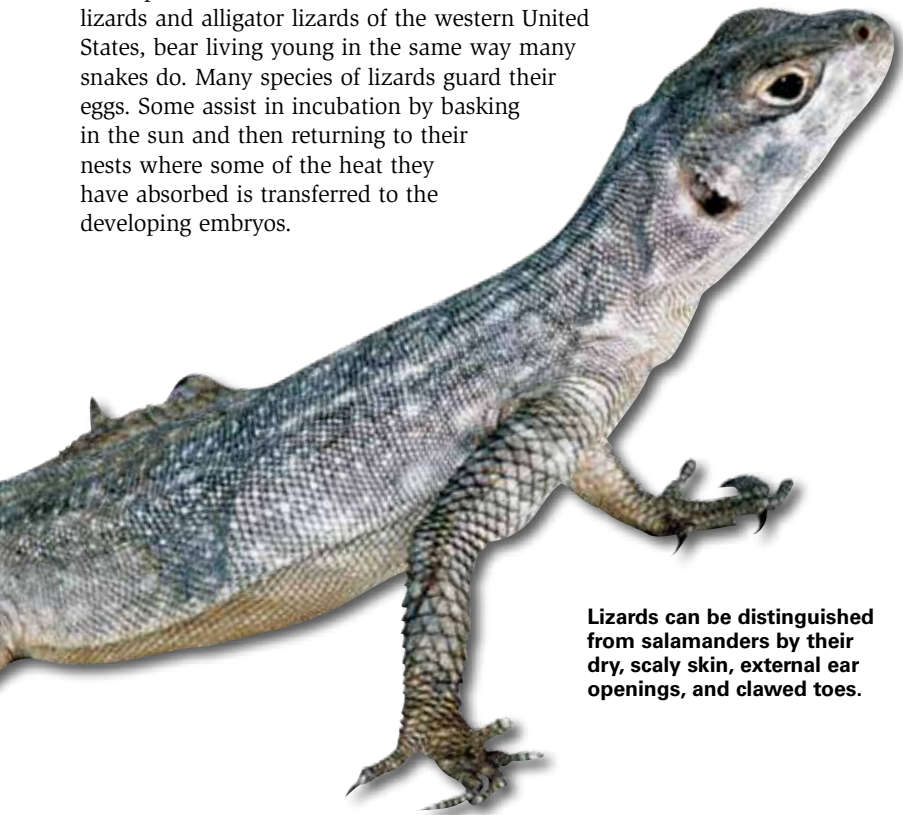 lizards and alligator lizards of the western United
States, bear living young in the same way many
snakes do. Many species of lizards guard their
eggs. Some assist in incubation by basking
in the sun and then returning to their
nests where some of the heat they
have absorbed is transferred to the
developing embryos.
Lizards can be distinguished
from salamanders by their
dry, scaly skin, external ear
openings, and clawed toes.